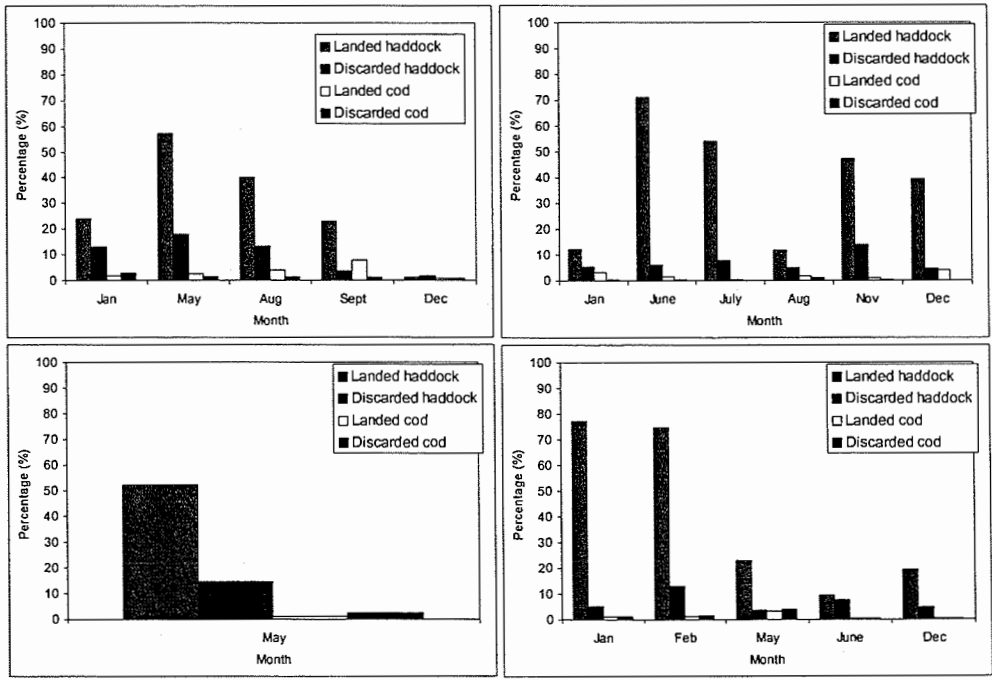 100
90
80
70
60
50
40
30
20
10
0
Percentage (%)
Landed haddock
Discarded haddock
Landed cod
Discarded cod
Jan May Aug Sept Dec
Month
100
90
80
70
60
50
40
30
20
10
0
Percentage (%)
Landed haddock
Discarded haddock
Landed cod
Discarded cod
Jan June July Aug Nov Dec
Month
100
90
80
70
60
50
40
30
20
10
0
Percentage (%)
Landed haddock
Discarded haddock
Landed cod
Discarded cod
May
Month
100
90
80
70
60
50
40
30
20
10
0
Percentage (%)
Landed haddock
Discarded haddock
Landed cod
Discarded cod
Jan Feb May June Dec
Month